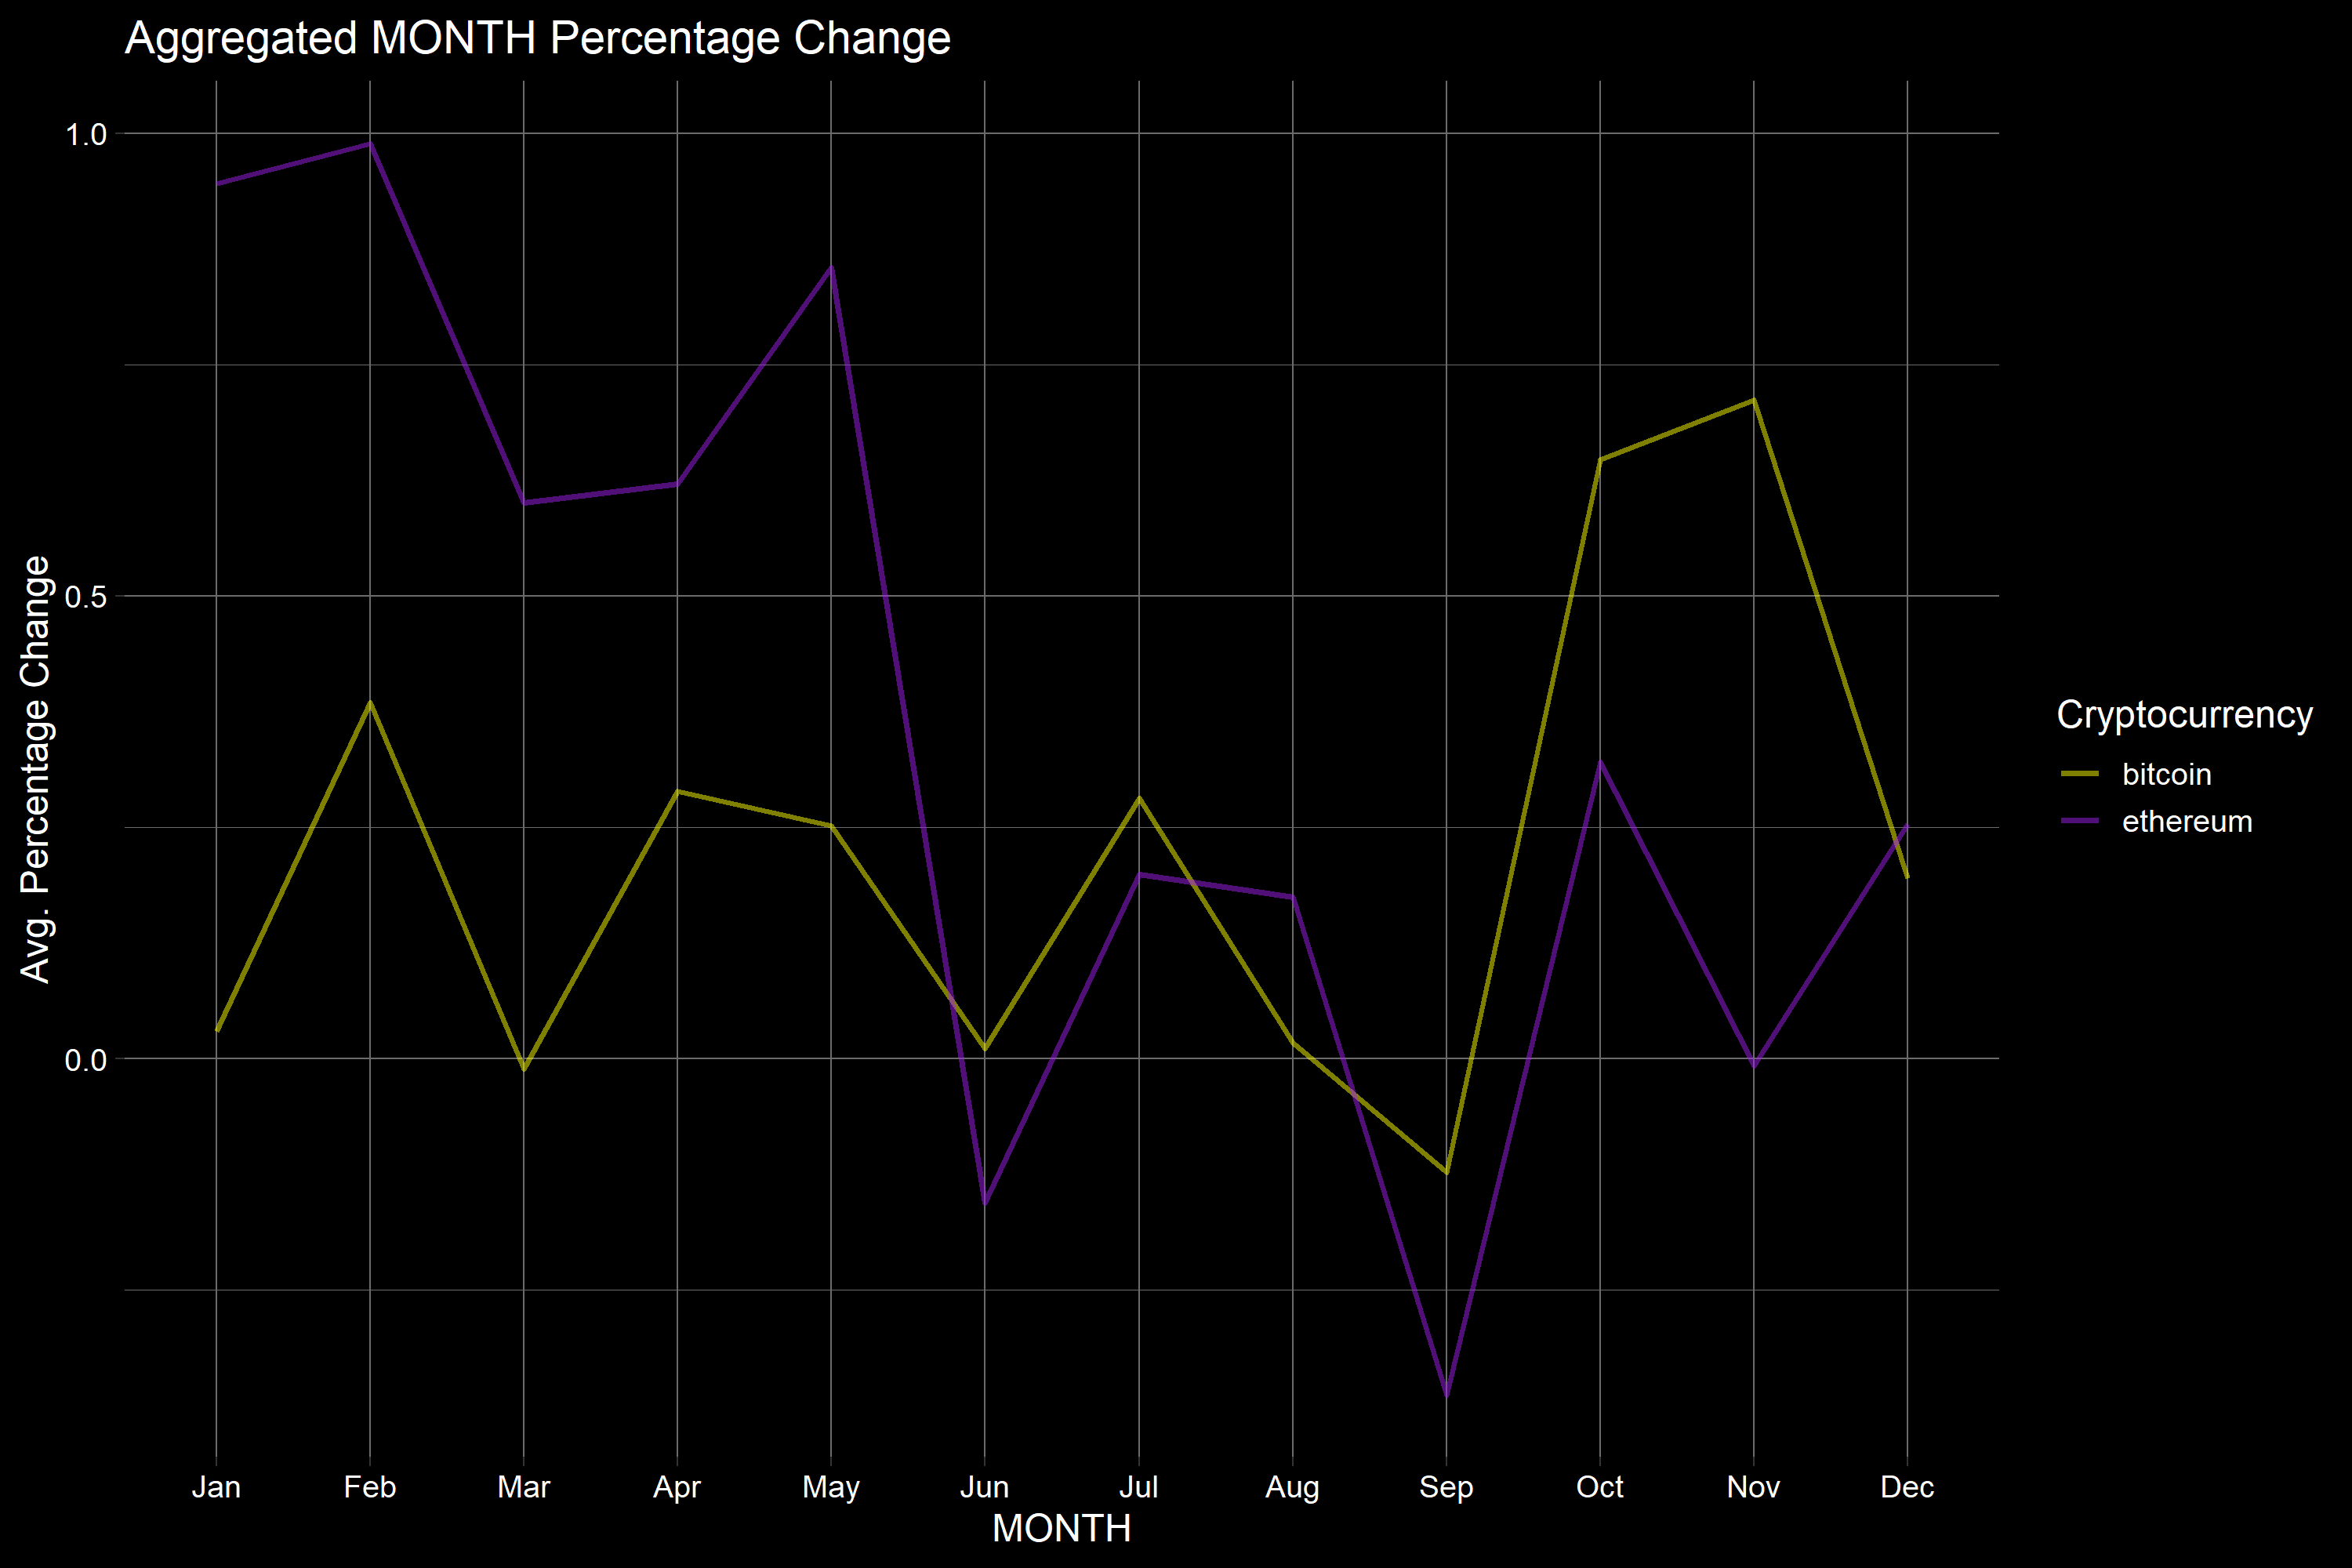 Aggregated MONTH Percentage Change
Avg. Percentage Change
1.0
0.5
0.0
Jan Feb Mar Apr May Jun Jul Aug Sep Oct Nov Dec
MONTH
Cryptocurrency
bitcoin
ethereum